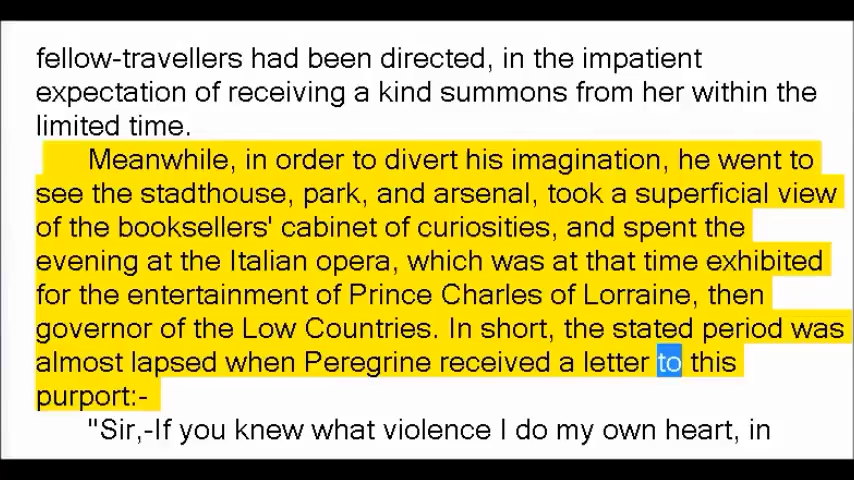 fellow-travellers had been directed, in the impatient
expectation of receiving a kind summons from her within the
limited time.
Meanwhile, in order to divert his imagination, he went to
see the stadthouse, park, and arsenal, took a superficial view
of the booksellers' cabinet of curiosities, and spent the
evening at the Italian opera, which was at that time exhibited
for the entertainment of Prince Charles of Lorraine, then
governor of the Low Countries. In short, the stated period was
almost lapsed when Peregrine received a letter to this
purport:-
"Sir,-If you knew what violence I do my own heart, in